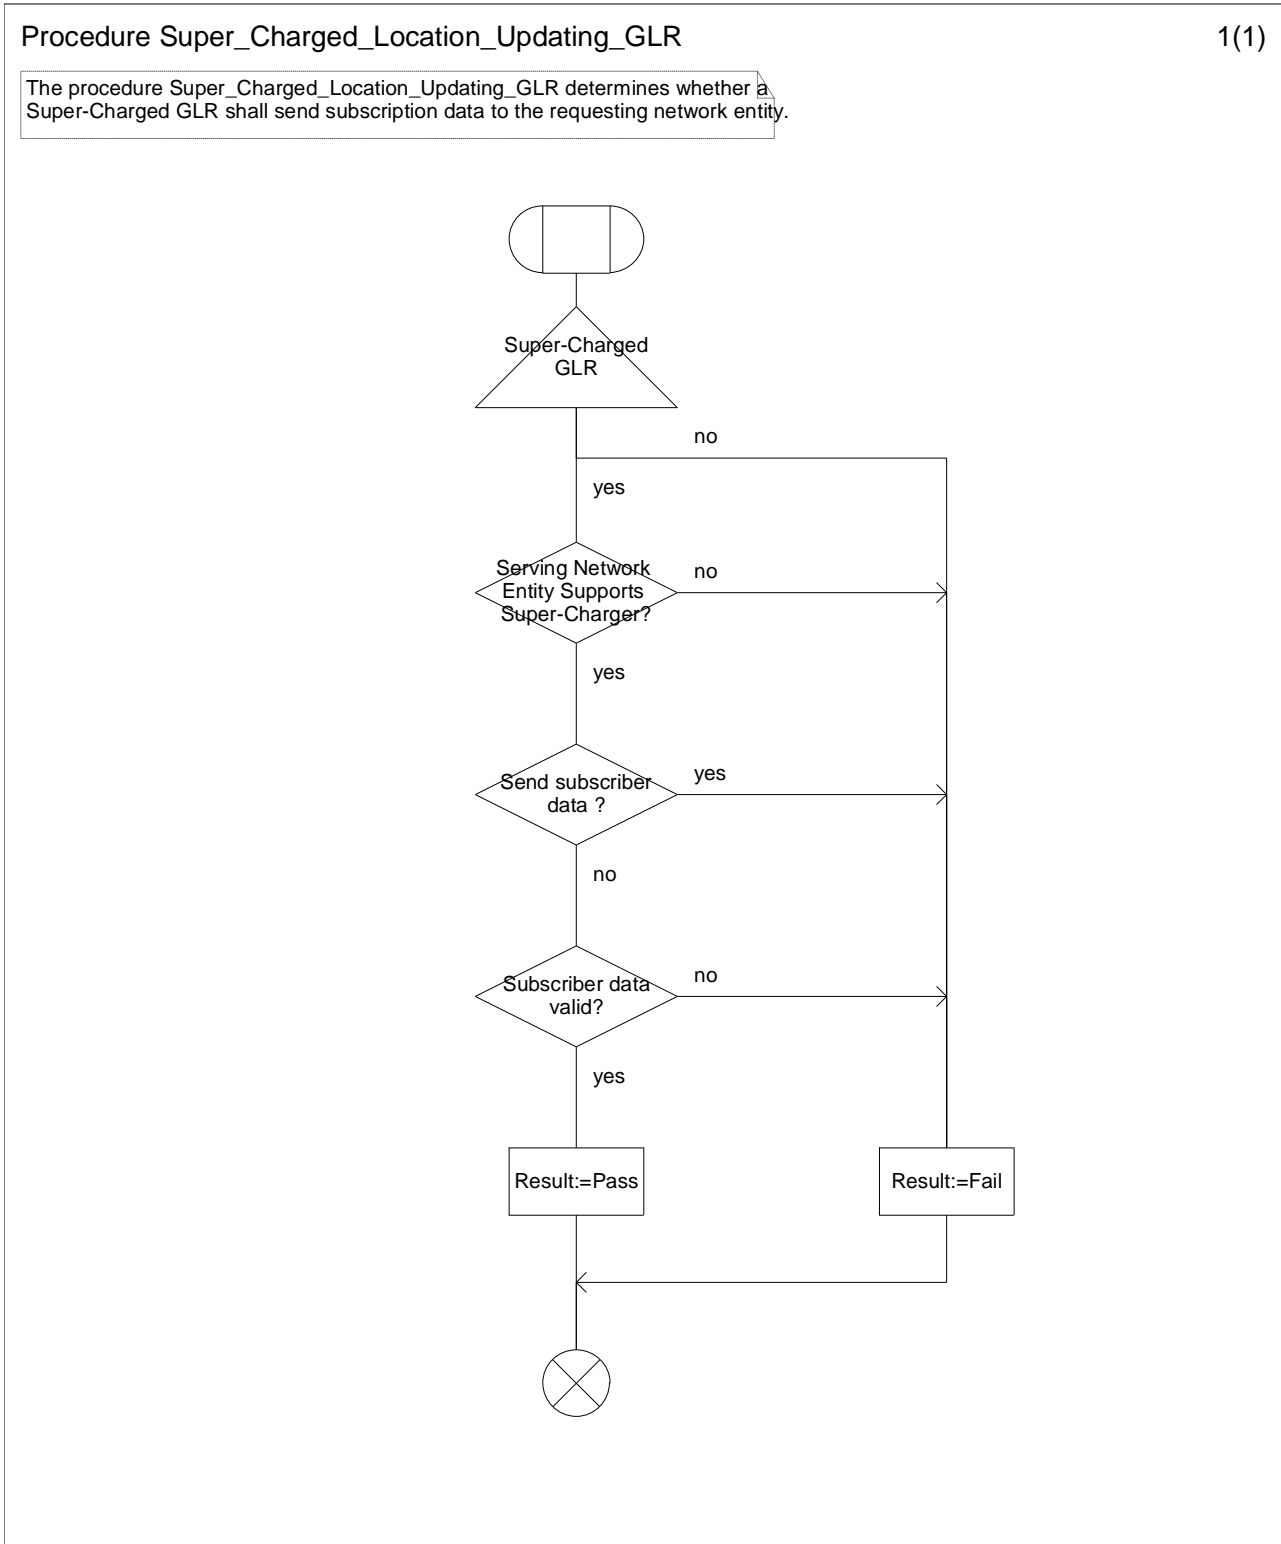 Procedure Super_Charged_Location_Updating_GLR
1(1)
The procedure Super_Charged_Location_Updating_GLR determines whether a
Super-Charged GLR shall send subscription data to the requesting network entity.
Super-Charged
GLR
no
yes
Serving Network
Entity Supports
Super-Charger?
no
yes
Send subscriber
data ?
yes
no
Subscriber data
valid?
no
yes
Result:=Pass
Result:=Fail